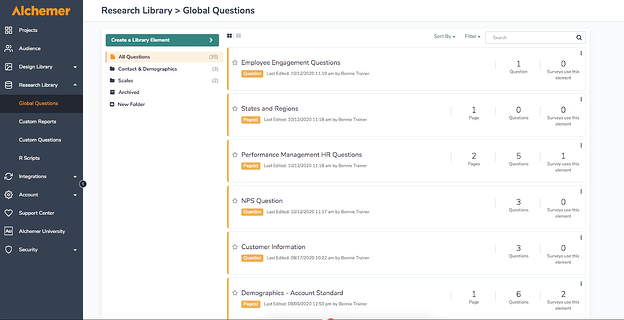 Alchemer
Research Library > Global Questions
Projects
Audience
Design Library
Research Library
Global Questions
Custom Reports
Custom Questions
R Scripts
Integrations
Account
Support Center
Au Alchemer University
Security
Create a Library Element
All Questions (25)
Contact & Demographics (3)
Scales (2)
Archived
New Folder
Sort By Filter Search
Employee Engagement Questions
Question Last Edited: 10/12/2020 11:19 am by Bonnie Trainer
1 Question
0 Surveys use this element
States and Regions
Page(s) Last Edited: 10/12/2020 11:18 am by Bonnie Trainer
1 Page
0 Questions
0 Surveys use this element
Performance Management HR Questions
Page(s) Last Edited: 10/12/2020 11:18 am by Bonnie Trainer
2 Pages
5 Questions
1 Surveys use this element
NPS Question
Question Last Edited: 10/12/2020 11:17 am by Bonnie Trainer
3 Questions
0 Surveys use this element
Customer Information
Question Last Edited: 08/17/2020 10:22 am by Bonnie Trainer
3 Questions
0 Surveys use this element
Demographics - Account Standard
Page(s) Last Edited: 08/06/2020 12:50 pm by Bonnie Trainer
1 Page
6 Questions
2 Surveys use this element